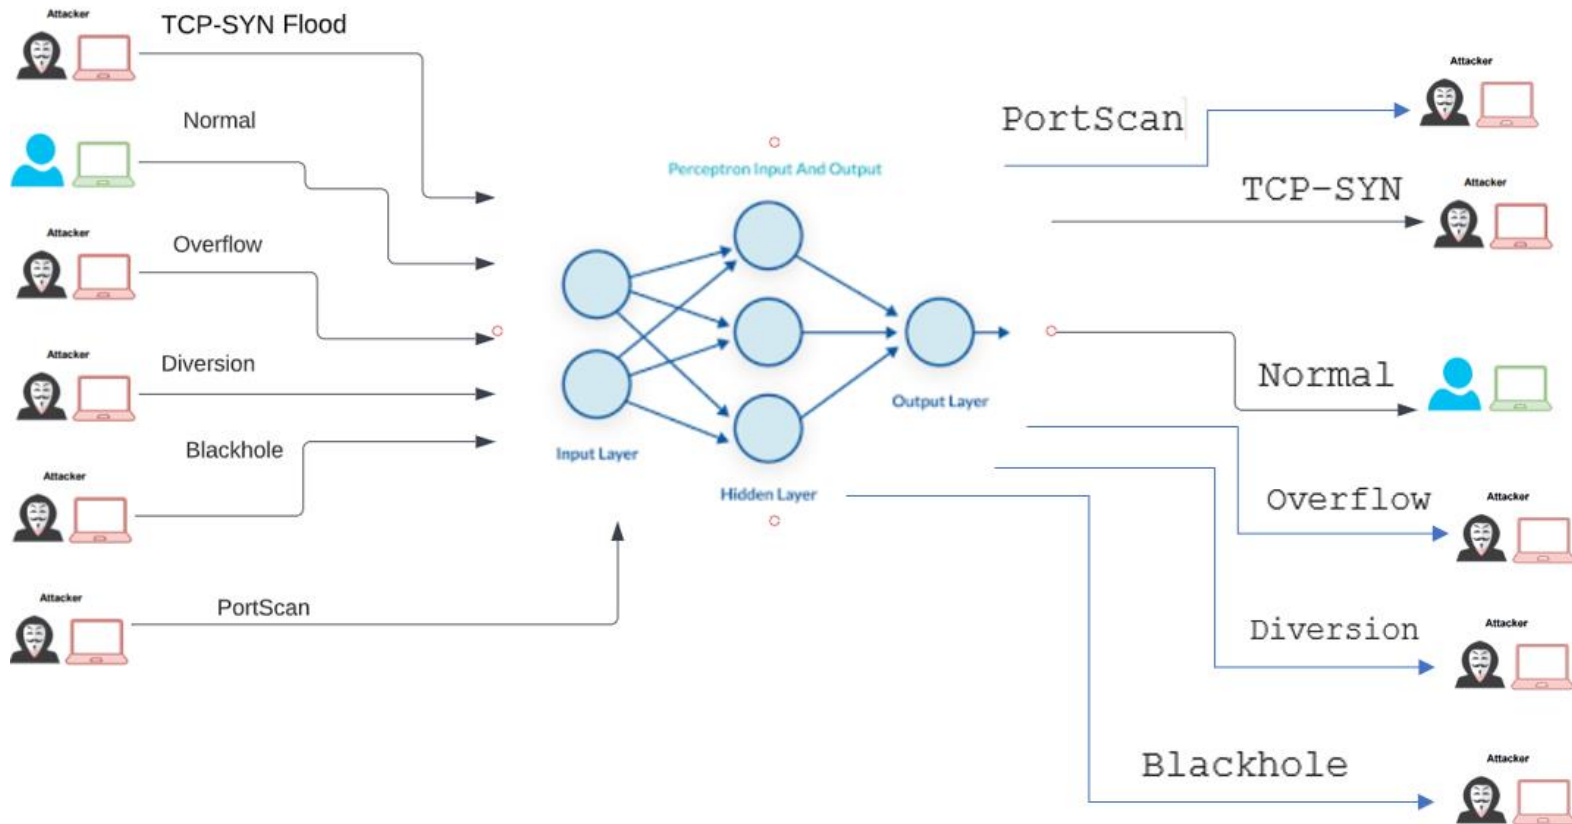 Attacker
TCP-SYN Flood
Normal
Attacker
Overflow
Attacker
Diversion
Blackhole
Attacker
Attacker
PortScan
Perceptron Input And Output
Input Layer
Hidden Layer
Output Layer
Attacker
PortScan
TCP-SYN
Attacker
Normal
Overflow
Attacker
Diversion
Attacker
Blackhole
Attacker